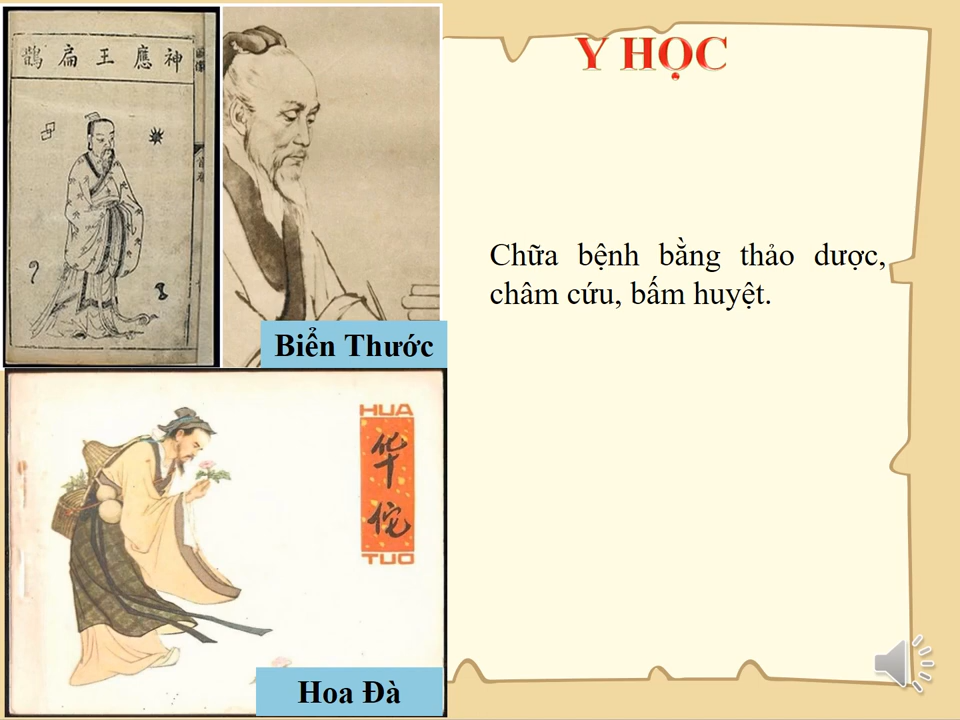 鵲扁王應神
Y HỌC
Chữa bệnh bằng thảo dược,
châm cứu, bấm huyệt.
Biển Thước
HUA
华
佗
TUO
Hoa Đà